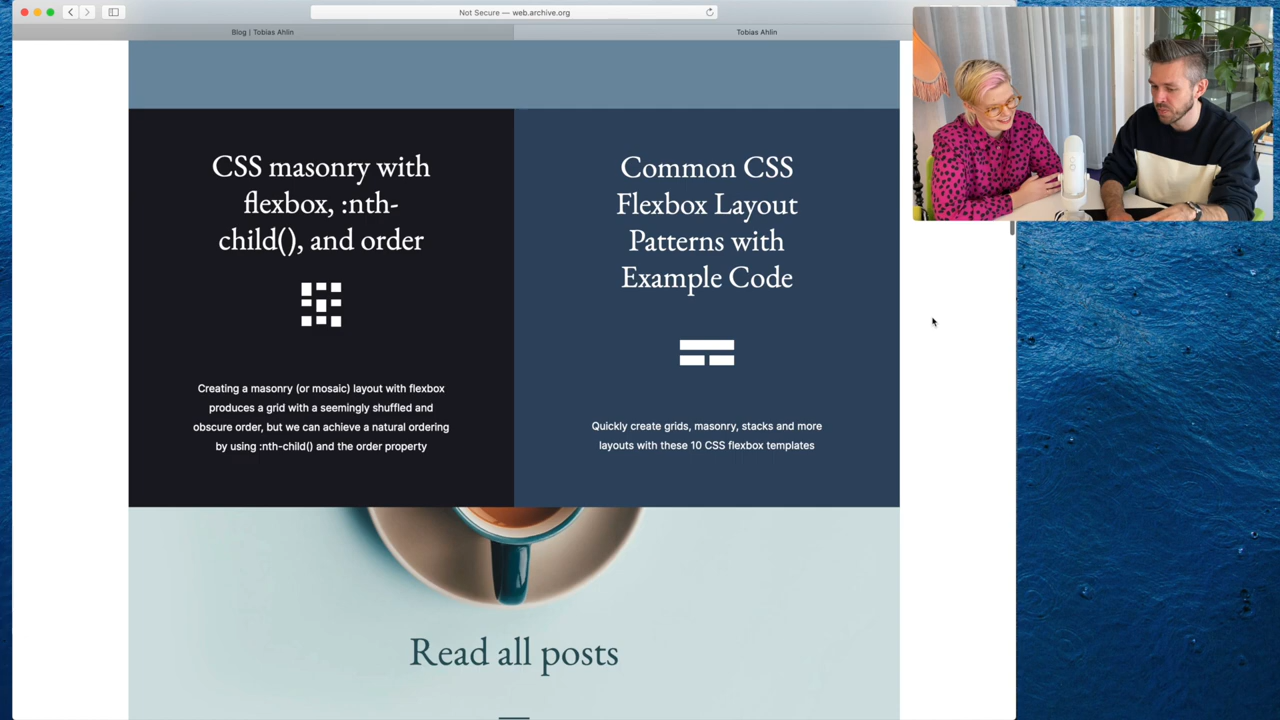 Not Secure — web.archive.org
Blog | Tobias Ahlin
Tobias Ahlin
CSS masonry with
flexbox, :nth-
child(), and order
Creating a masonry (or mosaic) layout with flexbox
produces a grid with a seemingly shuffled and
obscure order, but we can achieve a natural ordering
by using :nth-child() and the order property
Common CSS
Flexbox Layout
Patterns with
Example Code
Quickly create grids, masonry, stacks and more
layouts with these 10 CSS flexbox templates
Read all posts